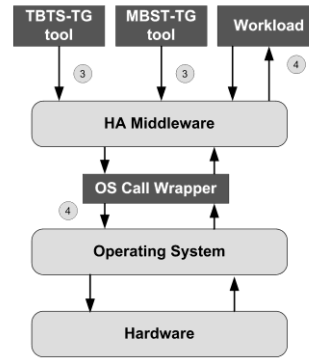 TBTS-TG
tool
MBST-TG
tool
Workload
3
3
4
HA Middleware
OS Call Wrapper
4
Operating System
Hardware